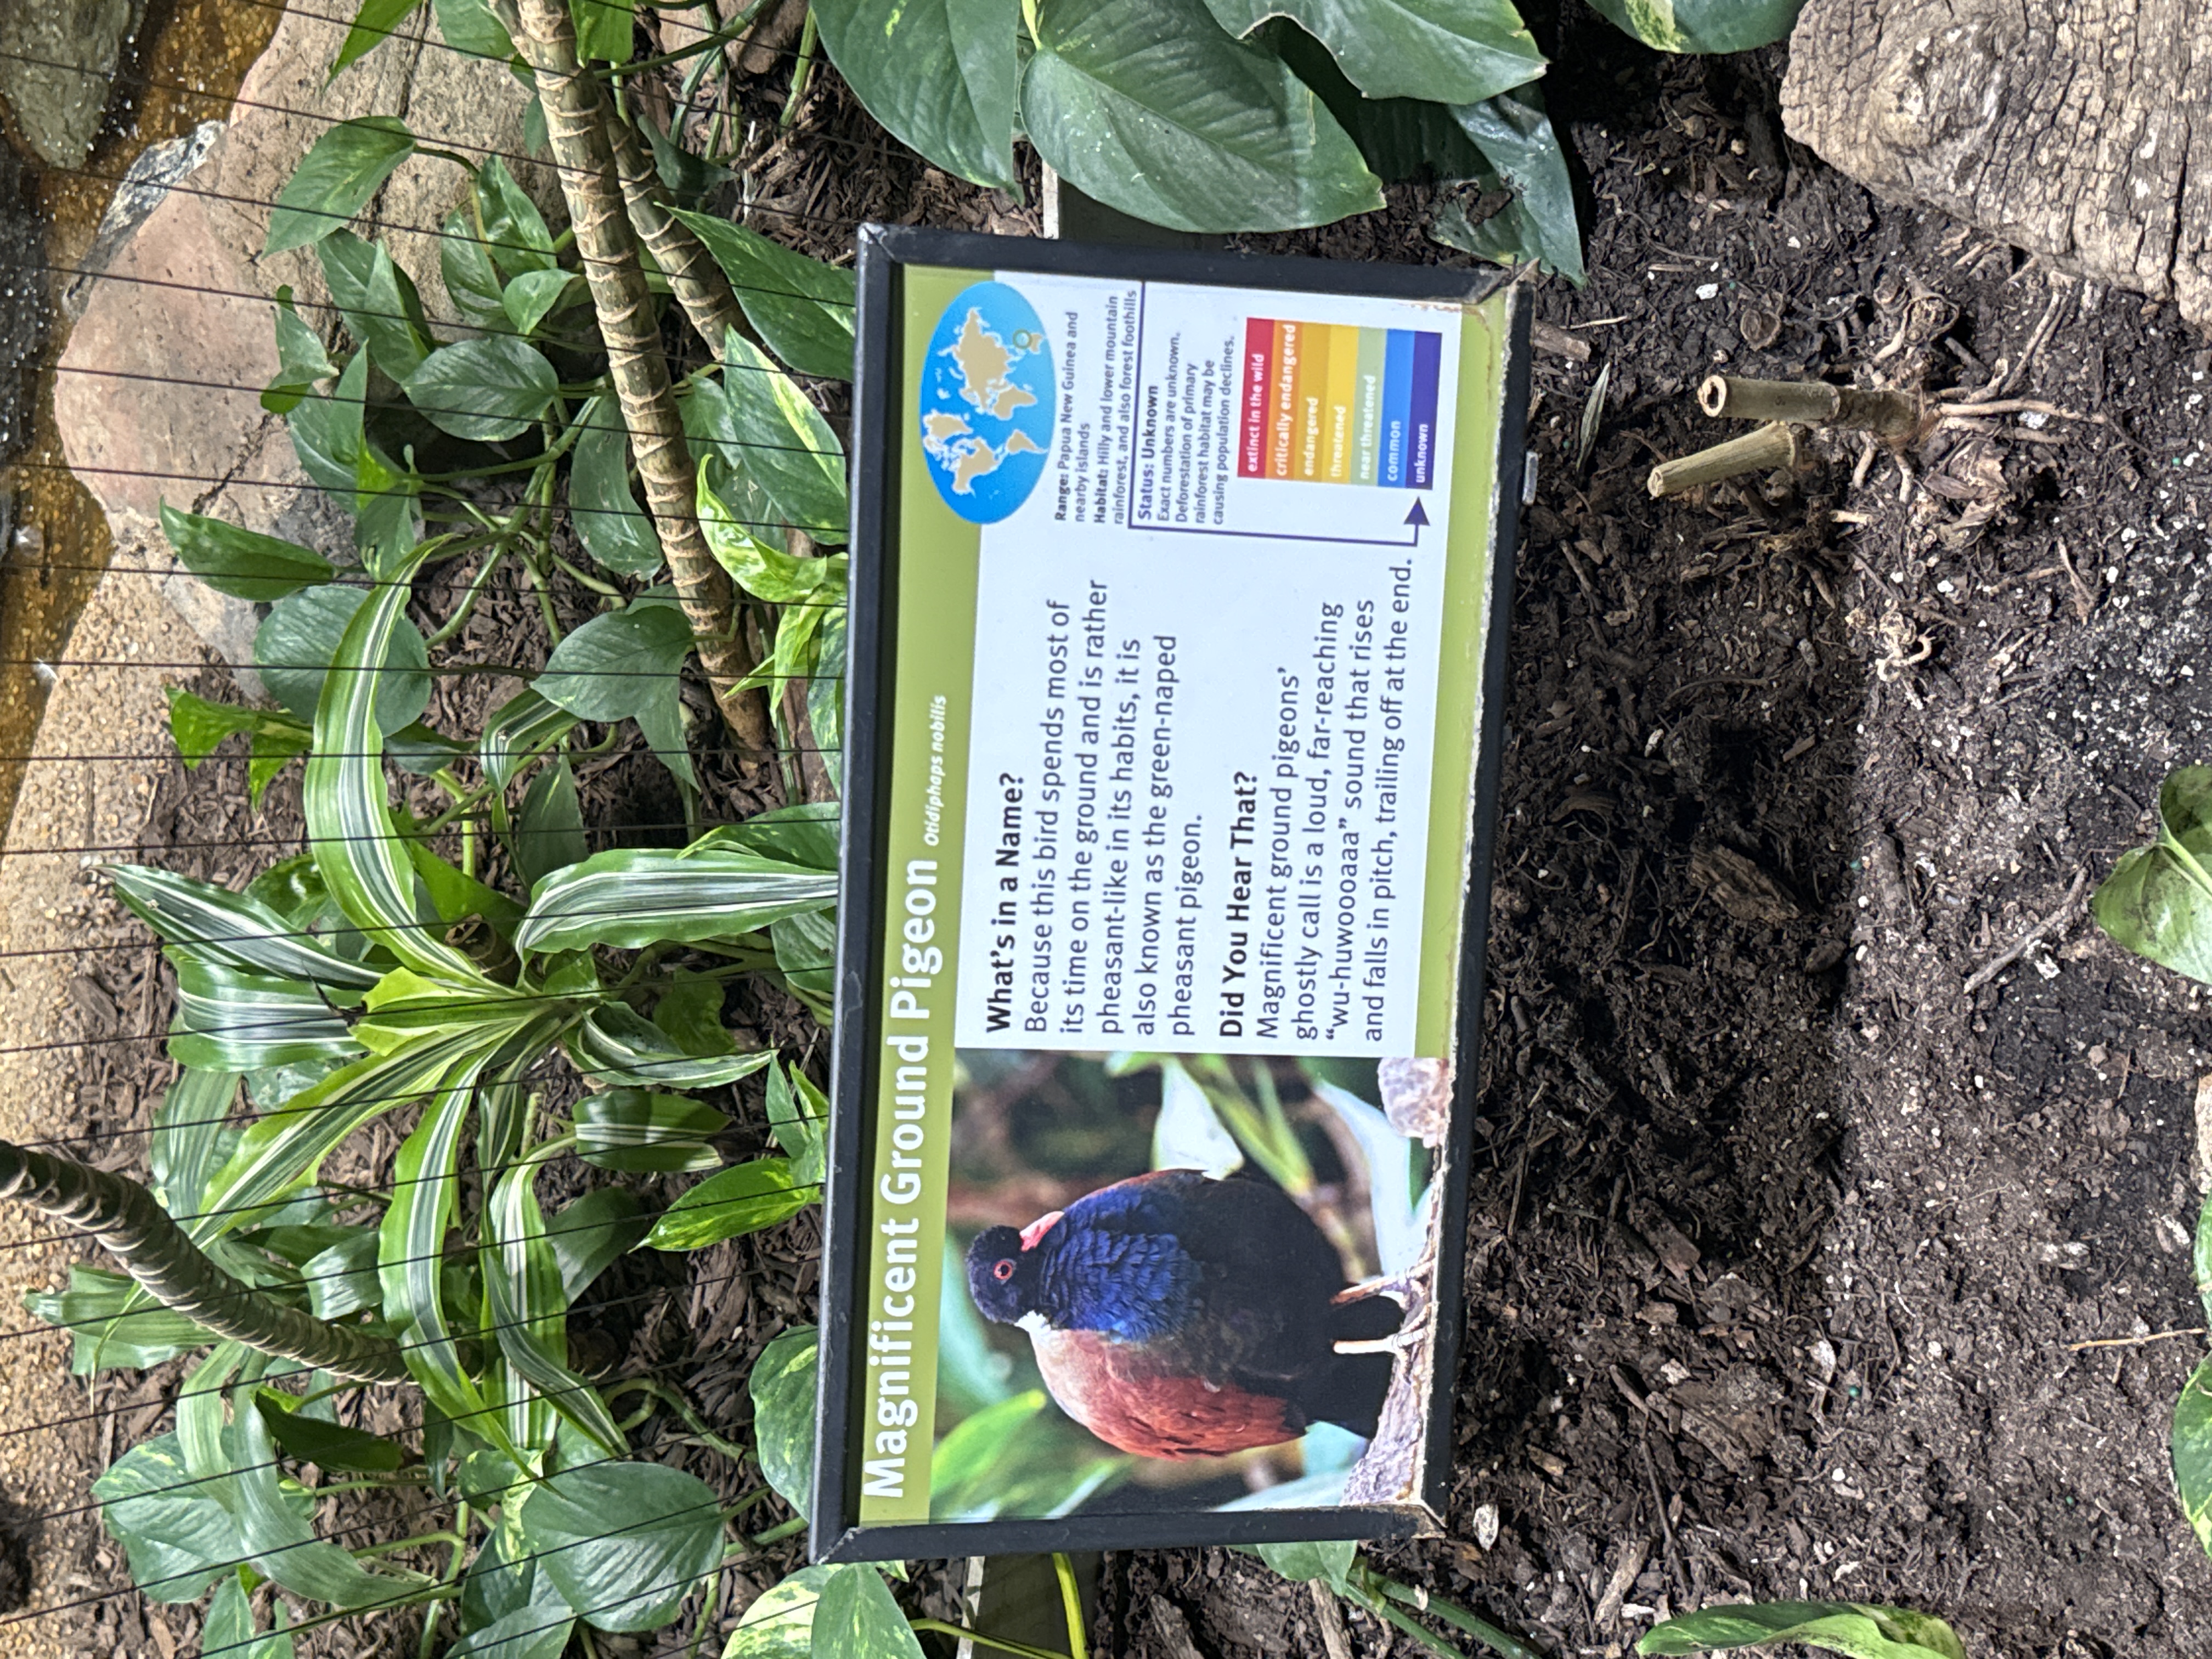 Magnificent Ground Pigeon Otidiphaps nobilis
What's in a Name?
Because this bird spends most of
its time on the ground and is rather
pheasant-like in its habits, it is
also known as the green-naped
pheasant pigeon.
Did You Hear That?
Magnificent ground pigeons'
ghostly call is a loud, far-reaching
“wu-huwoooaaa” sound that rises
and falls in pitch, trailing off at the end.
Range: Papua New Guinea and
nearby islands
Habitat: Hilly and lower mountain
rainforest, and also forest foothills
Status: Unknown
Exact numbers are unknown.
Deforestation of primary
rainforest habitat may be
causing population declines.
extinct in the wild
critically endangered
endangered
threatened
near threatened
common
unknown